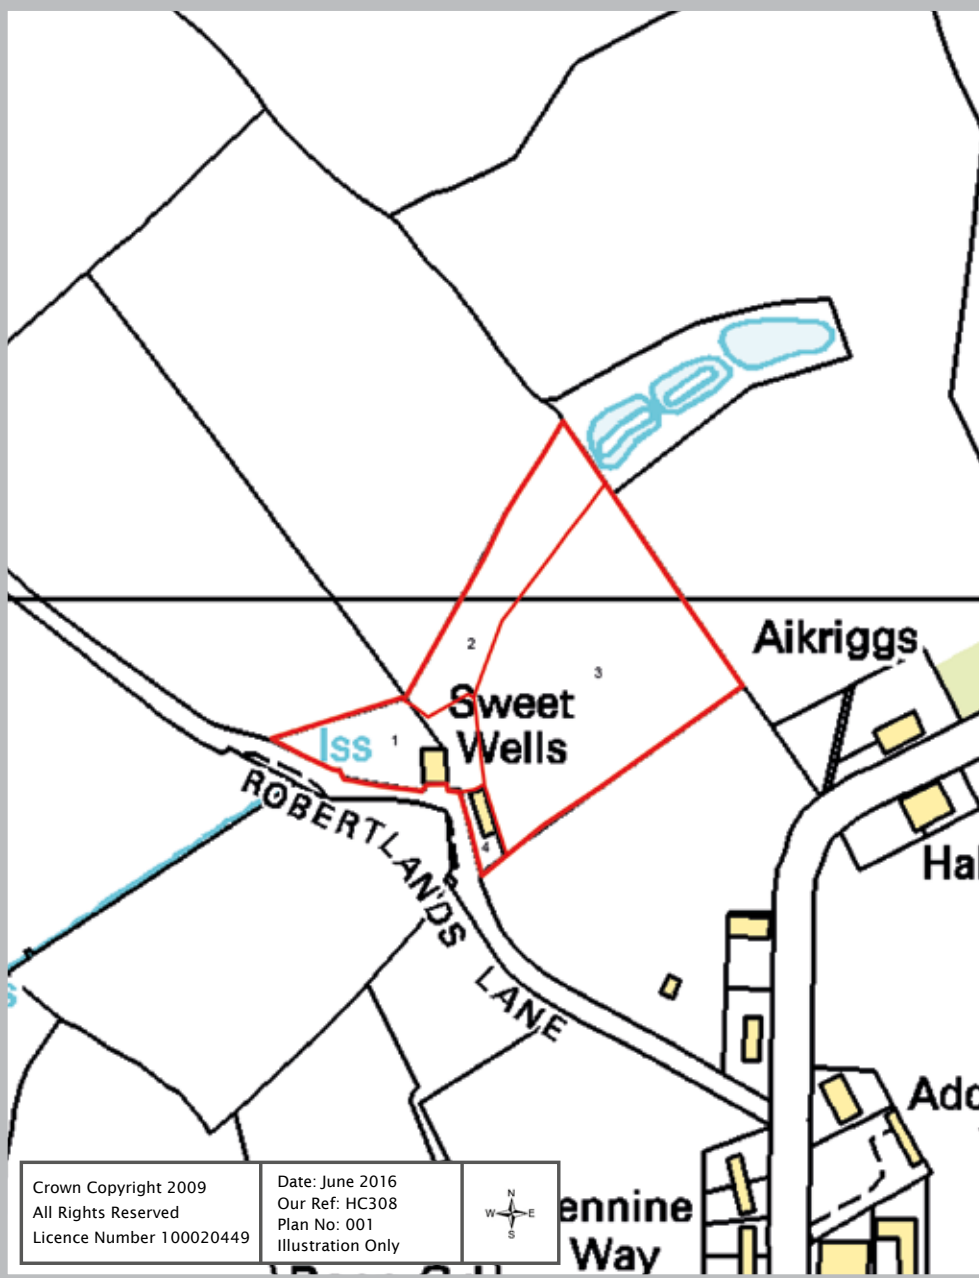 Aikriggs
2
3
Sweet
Wells
Iss
1
ROBERTLANDS LANE
4
Hal
s
Add
Crown Copyright 2009
All Rights Reserved
Licence Number 100020449
Date: June 2016
Our Ref: HC308
Plan No: 001
Illustration Only
N
W E
S
ennine
Way